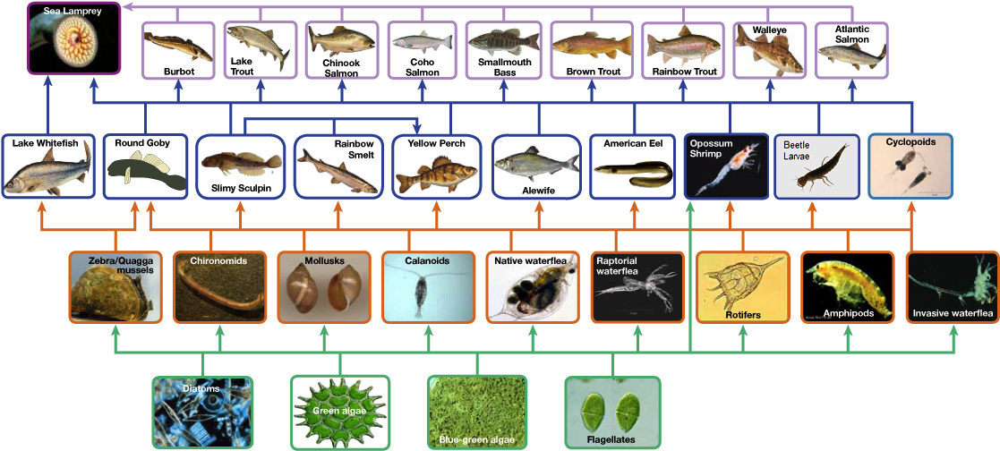 Sea Lamprey
Burbot
Lake
Trout
Chinook
Salmon
Coho
Salmon
Smallmouth
Bass
Brown Trout
Rainbow Trout
Walleye
Atlantic
Salmon
Lake Whitefish
Round Goby
Slimy Sculpin
Rainbow
Smelt
Yellow Perch
Alewife
American Eel
Opossum
Shrimp
Beetle
Larvae
Cyclopoids
Zebra/Quagga
mussels
Chironomids
Mollusks
Calanoids
Native waterflea
Raptorial
waterflea
Rotifers
Amphipods
Invasive waterflea
Diatoms
Green algae
Blue-green algae
Flagellates